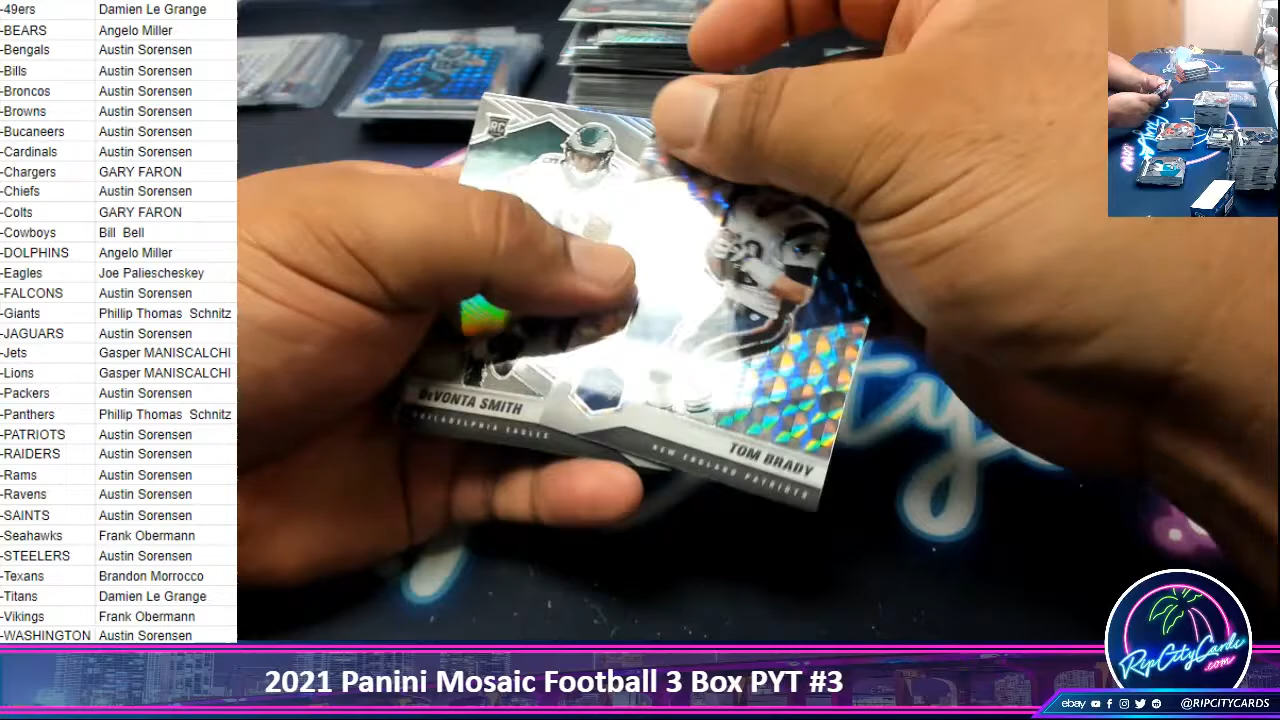 -49ers Damien Le Grange
-BEARS Angelo Miller
-Bengals Austin Sorensen
-Bills Austin Sorensen
-Broncos Austin Sorensen
-Browns Austin Sorensen
-Bucaneers Austin Sorensen
-Cardinals Austin Sorensen
-Chargers GARY FARON
-Chiefs Austin Sorensen
-Colts GARY FARON
-Cowboys Bill Bell
-DOLPHINS Angelo Miller
-Eagles Joe Paliescheskey
-FALCONS Austin Sorensen
-Giants Phillip Thomas Schnitz
-JAGUARS Austin Sorensen
-Jets Gasper MANISCALCHI
-Lions Gasper MANISCALCHI
-Packers Austin Sorensen
-Panthers Phillip Thomas Schnitz
-PATRIOTS Austin Sorensen
-RAIDERS Austin Sorensen
-Rams Austin Sorensen
-Ravens Austin Sorensen
-SAINTS Austin Sorensen
-Seahawks Frank Obermann
-STEELERS Austin Sorensen
-Texans Brandon Morrocco
-Titans Damien Le Grange
-Vikings Frank Obermann
-WASHINGTON Austin Sorensen
RC
DEVONTA SMITH
PHILADELPHIA EAGLES
TOM BRADY
NEW ENGLAND PATRIOTS
2021 Panini Mosaic Football 3 Box PYT #3
RipCityCards
.com
ebay @RIPCITYCARDS